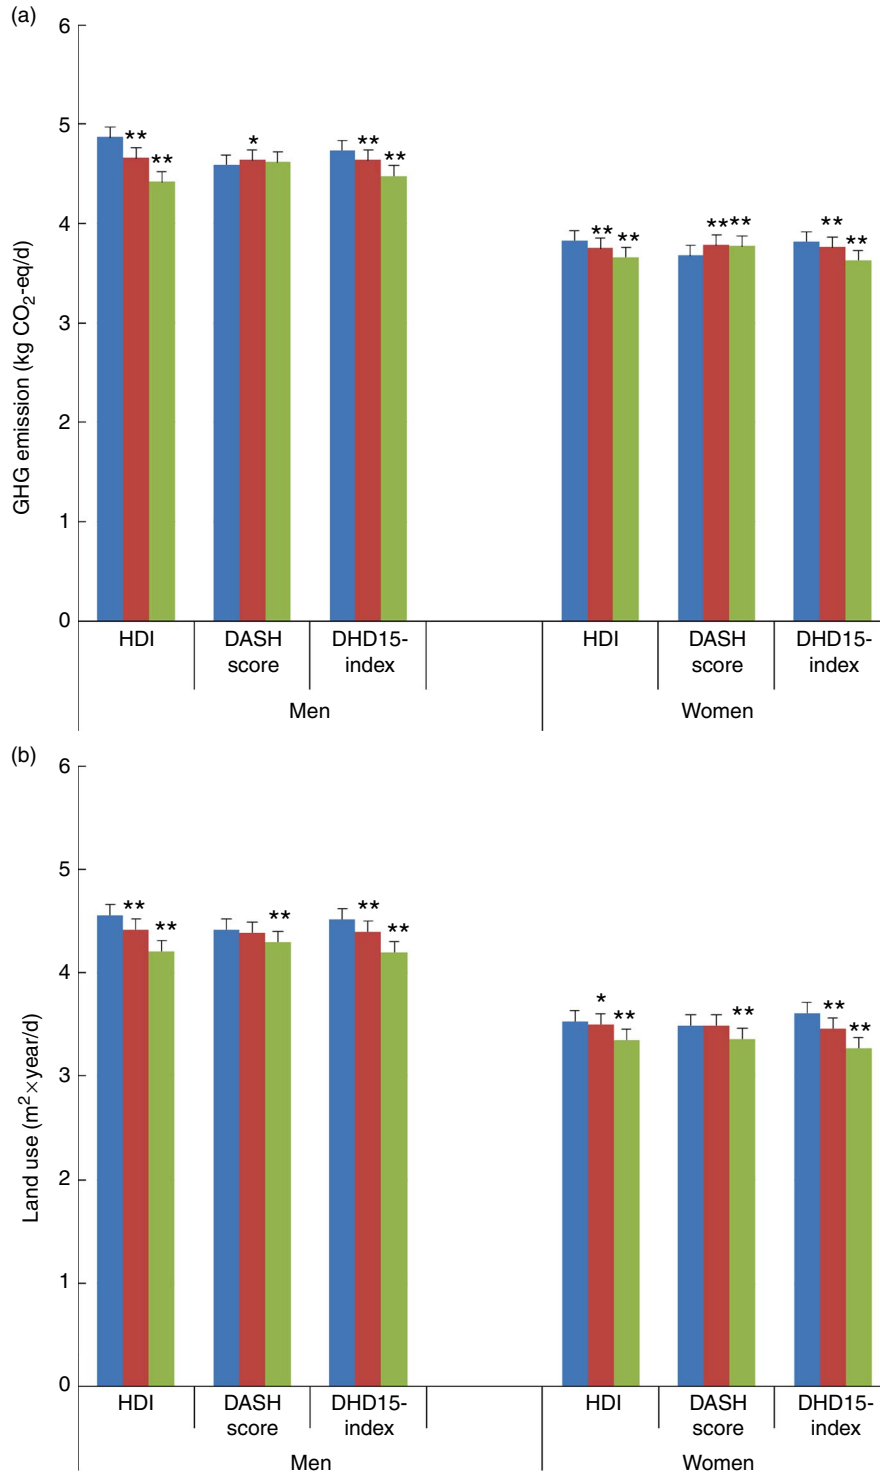 (a)
6
5
4
3
2
1
0
GHG emission (kg CO₂-eq/d)
** ** * ** ** ** ** ** ** ** **
HDI DASH score DHD15-index HDI DASH score DHD15-index
Men Women
(b)
6
5
4
3
2
1
0
Land use (m²×year/d)
** ** ** ** ** * ** ** ** **
HDI DASH score DHD15-index HDI DASH score DHD15-index
Men Women